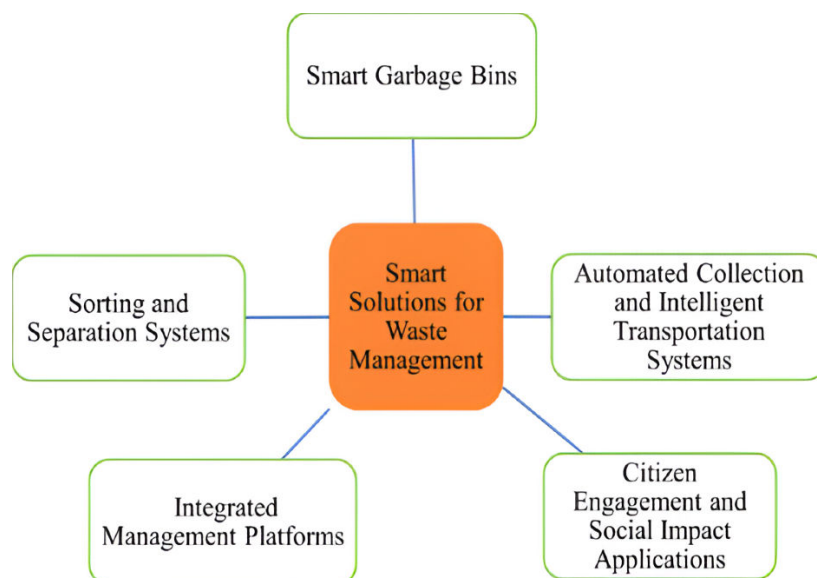 Smart Garbage Bins
Sorting and
Separation Systems
Smart
Solutions for
Waste
Management
Automated Collection
and Intelligent
Transportation
Systems
Integrated
Management Platforms
Citizen
Engagement and
Social Impact
Applications